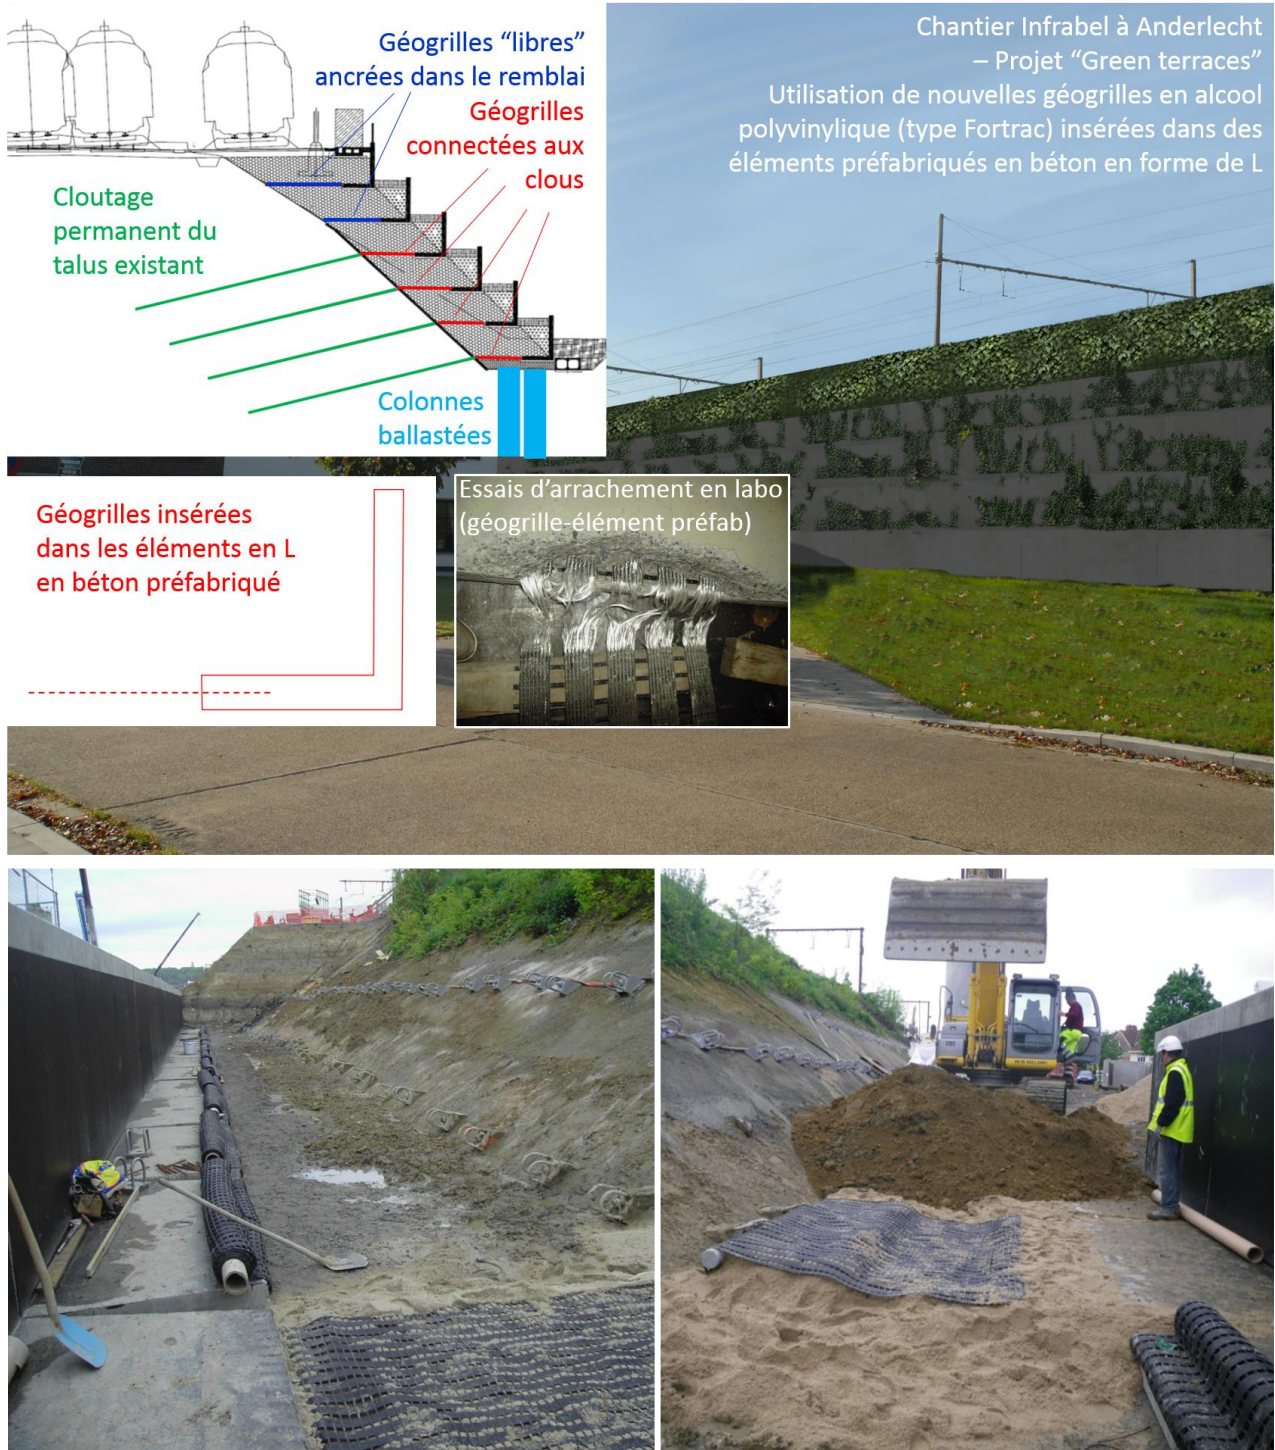 Géogrilles “libres”
ancrées dans le remblai
Géogrilles
connectées aux
clous
Cloutage
permanent du
talus existant
Colonnes
ballastées
Chantier Infrabel à Anderlecht
– Projet “Green terraces”
Utilisation de nouvelles géogrilles en alcool
polyvinylique (type Fortrac) insérées dans des
éléments préfabriqués en béton en forme de L
Géogrilles insérées
dans les éléments en L
en béton préfabriqué
Essais d’arrachement en labo
(géogrille-élément préfab)